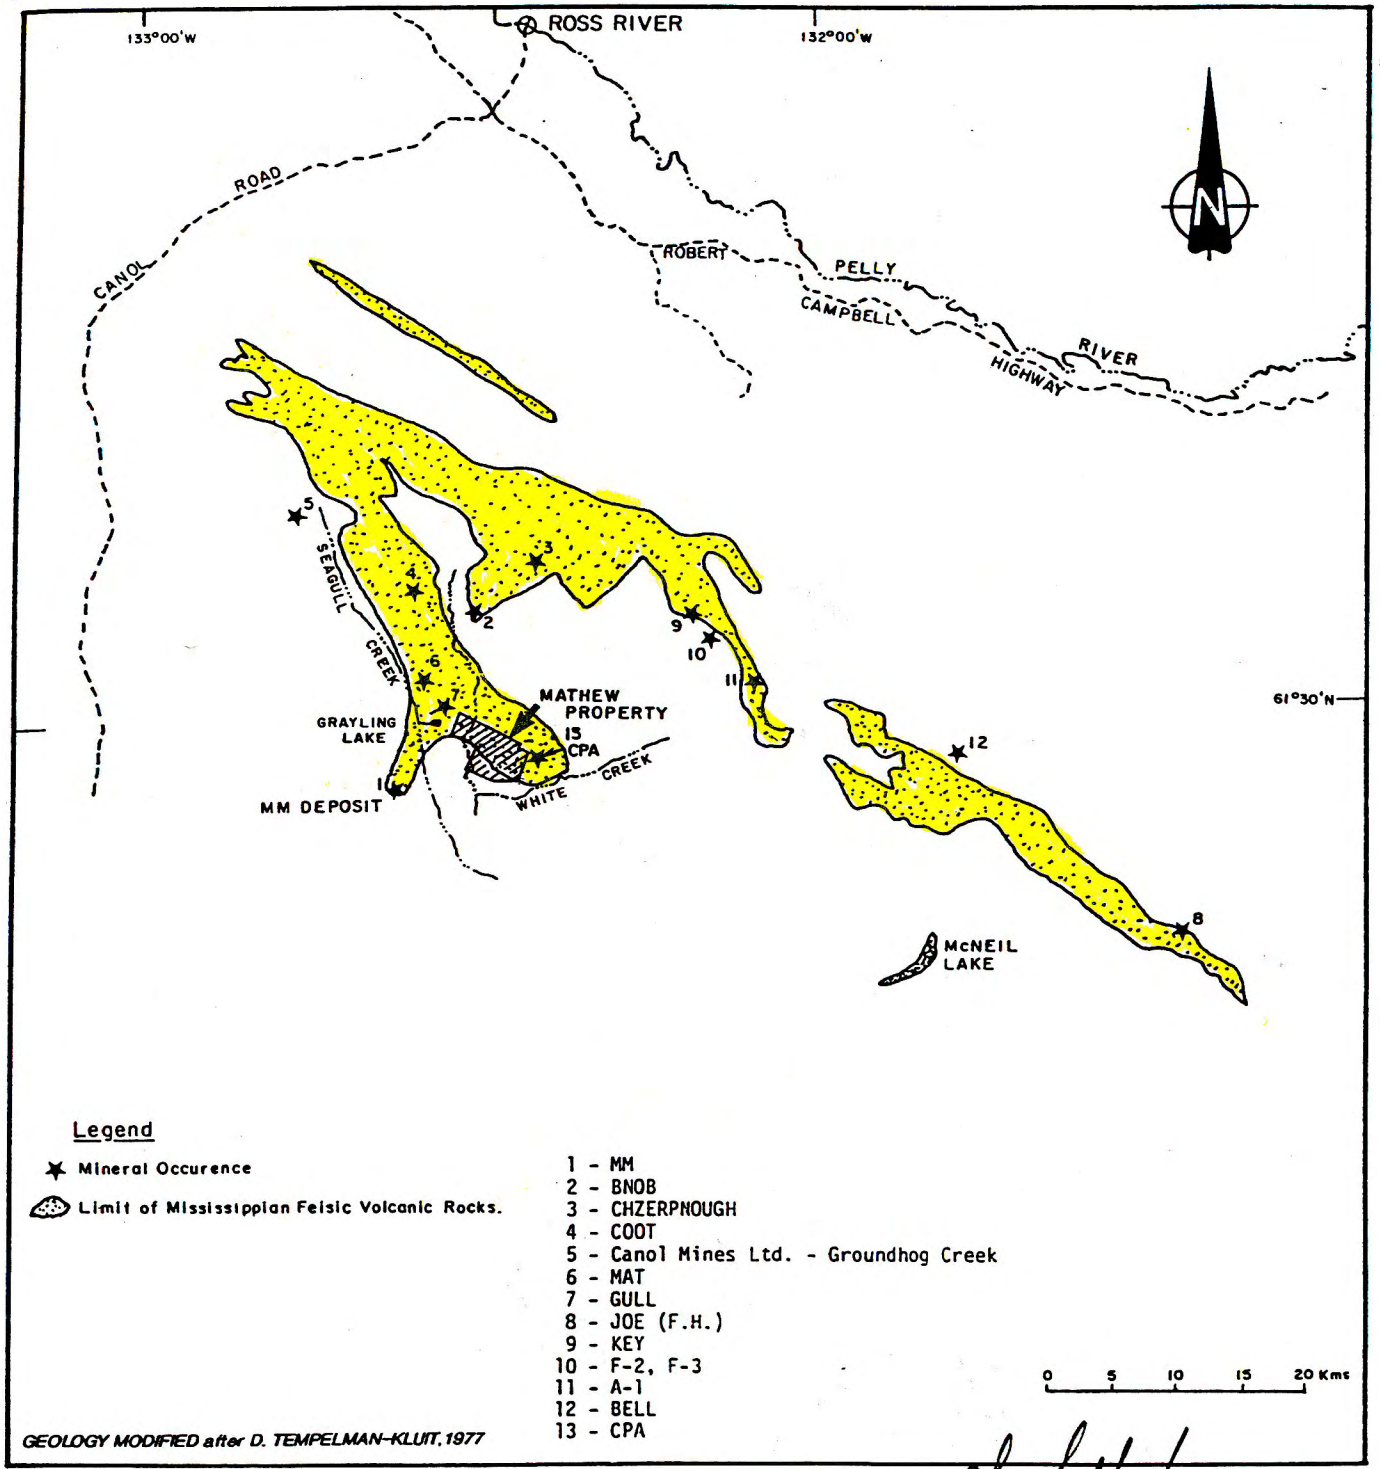 133°00'W
ROSS RIVER
132°00'W
ROAD
CANOL
N
ROBERT
PELLY
CAMPBELL
RIVER
HIGHWAY
5
SEAGULL
CREEK
3
4
2
9
10
6
11
7
MATHEW
PROPERTY
61°30'N
GRAYLING
LAKE
13
CPA
12
1
MM DEPOSIT
WHITE
CREEK
8
McNEIL
LAKE
Legend
Mineral Occurence
Limit of Mississippian Felsic Volcanic Rocks.
1 - MM
2 - BNOB
3 - CHZERPNOUGH
4 - COOT
5 - Canol Mines Ltd. - Groundhog Creek
6 - MAT
7 - GULL
8 - JOE (F.H.)
9 - KEY
10 - F-2, F-3
11 - A-1
12 - BELL
13 - CPA
0 5 10 15 20 Kms
GEOLOGY MODIFIED after D. TEMPELMAN-KLUIT, 1977